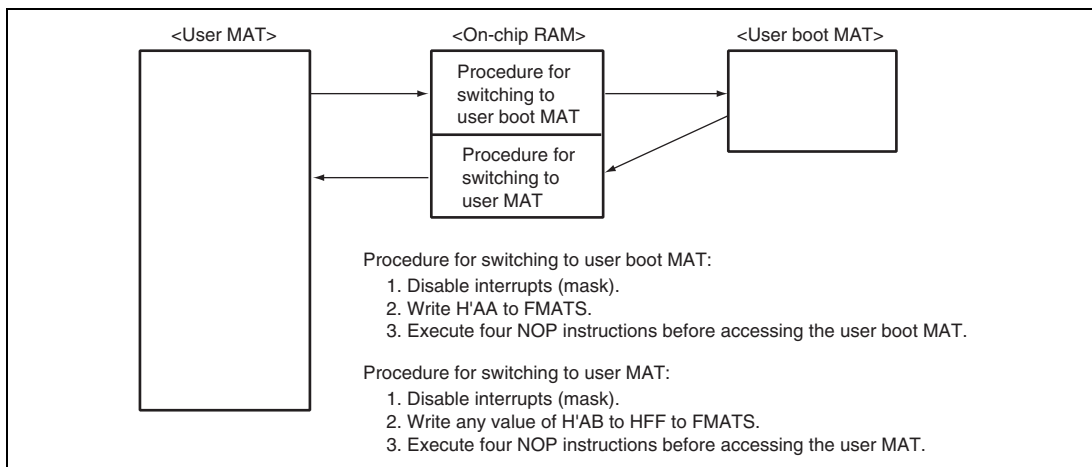 <User MAT>
<On-chip RAM>
<User boot MAT>
Procedure for
switching to
user boot MAT
Procedure for
switching to
user MAT
Procedure for switching to user boot MAT:
1. Disable interrupts (mask).
2. Write H'AA to FMATS.
3. Execute four NOP instructions before accessing the user boot MAT.
Procedure for switching to user MAT:
1. Disable interrupts (mask).
2. Write any value of H'AB to HFF to FMATS.
3. Execute four NOP instructions before accessing the user MAT.